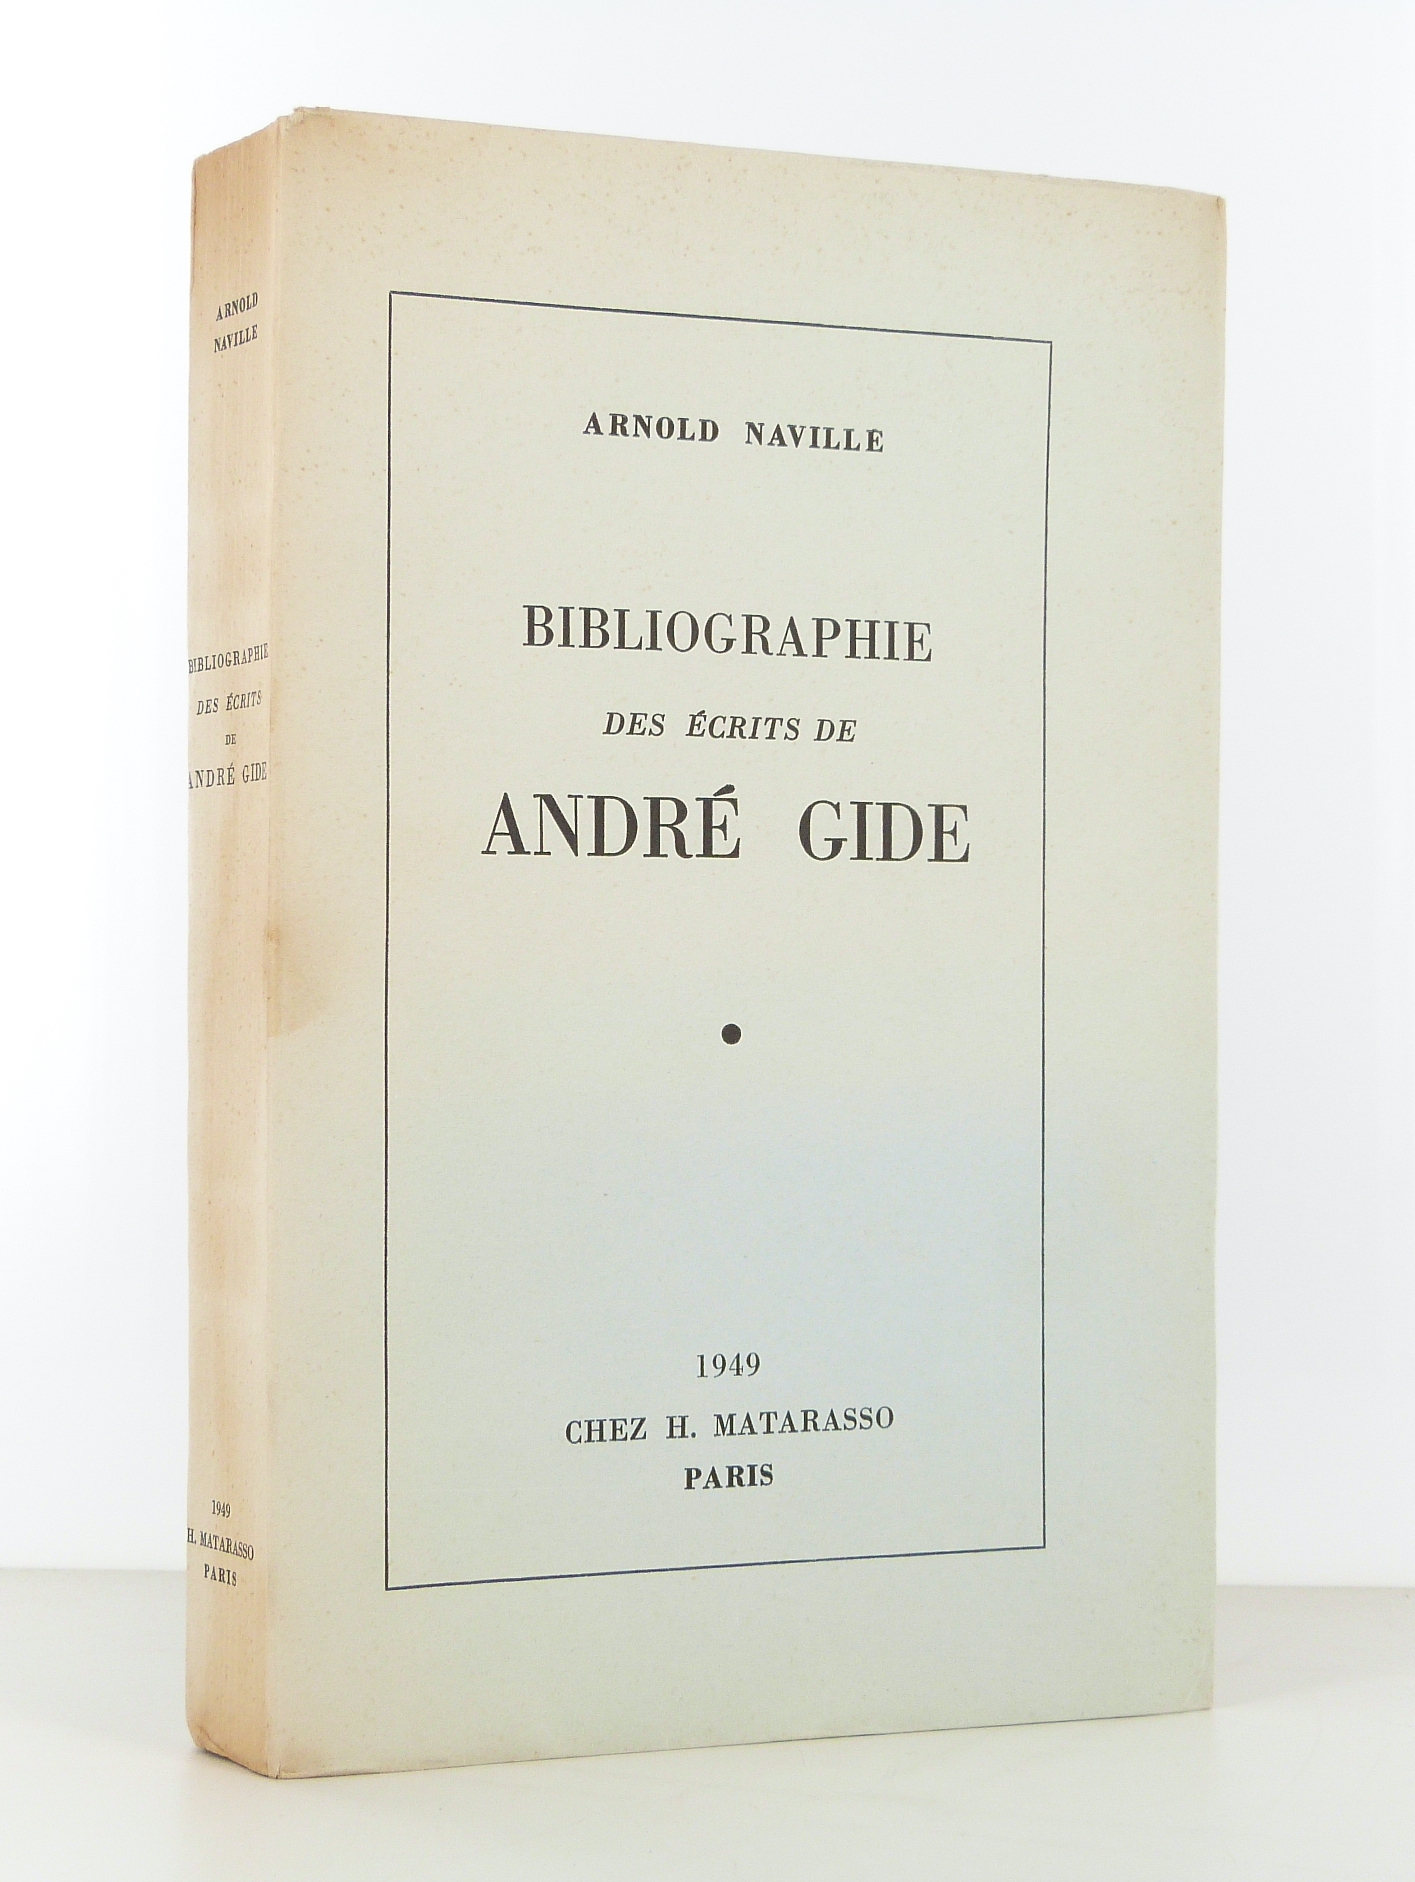 ARNOLD
NAVILLE
BIBLIOGRAPHIE
DES ÉCRITS
DE
ANDRÉ GIDE
1949
H. MATARASSO
PARIS
ARNOLD NAVILLE
BIBLIOGRAPHIE
DES ÉCRITS DE
ANDRÉ GIDE
1949
CHEZ H. MATARASSO
PARIS